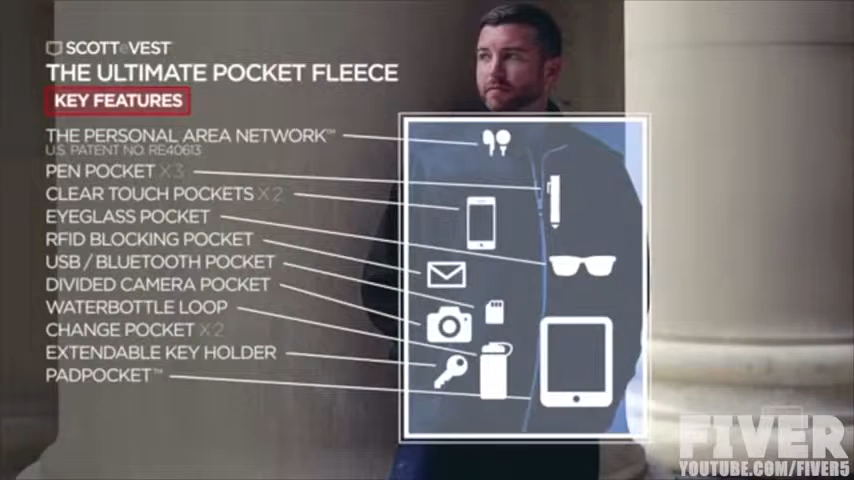 SCOTTeVEST
THE ULTIMATE POCKET FLEECE
KEY FEATURES
THE PERSONAL AREA NETWORK™
U.S. PATENT NO. RE40613
PEN POCKET X3
CLEAR TOUCH POCKETS X2
EYEGLASS POCKET
RFID BLOCKING POCKET
USB / BLUETOOTH POCKET
DIVIDED CAMERA POCKET
WATERBOTTLE LOOP
CHANGE POCKET X2
EXTENDABLE KEY HOLDER
PADPOCKET™
FIVER
YOUTUBE.COM/FIVER5